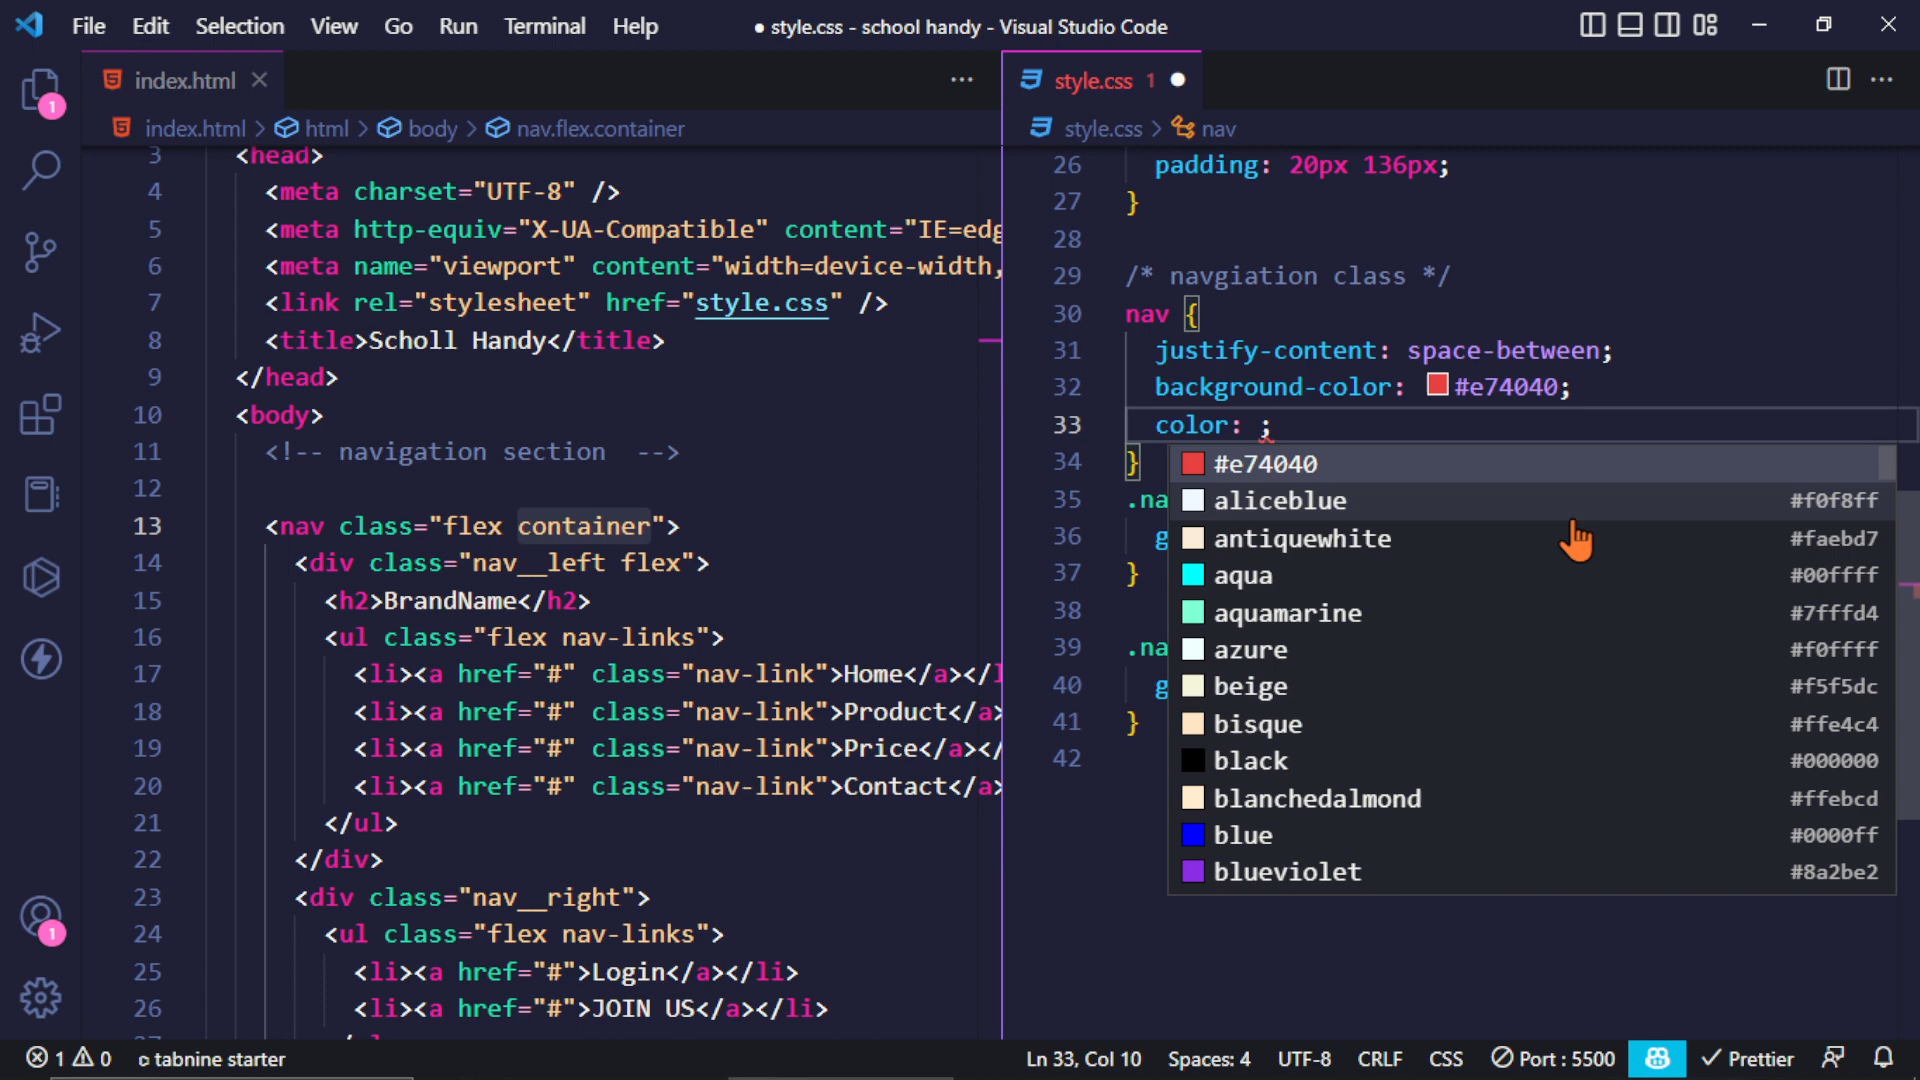 File Edit Selection View Go Run Terminal Help
● style.css - school handy - Visual Studio Code
index.html
index.html > html > body > nav.flex.container
3 <head>
4 <meta charset="UTF-8" />
5 <meta http-equiv="X-UA-Compatible" content="IE=edg
6 <meta name="viewport" content="width=device-width,
7 <link rel="stylesheet" href="style.css" />
8 <title>Scholl Handy</title>
9 </head>
10 <body>
11 <!-- navigation section  -->
12
13 <nav class="flex container">
14 <div class="nav__left flex">
15 <h2>BrandName</h2>
16 <ul class="flex nav-links">
17 <li><a href="#" class="nav-link">Home</a></l
18 <li><a href="#" class="nav-link">Product</a>
19 <li><a href="#" class="nav-link">Price</a></
20 <li><a href="#" class="nav-link">Contact</a>
21 </ul>
22 </div>
23 <div class="nav__right">
24 <ul class="flex nav-links">
25 <li><a href="#">Login</a></li>
26 <li><a href="#">JOIN US</a></li>
style.css 1 ●
style.css > nav
26 padding: 20px 136px;
27 }
28
29 /* navgiation class */
30 nav {
31 justify-content: space-between;
32 background-color: #e74040;
33 color: ;
34 }
35 .na
36 g
37 }
38
39 .na
40 g
41 }
42
#e74040
aliceblue #f0f8ff
antiquewhite #faebd7
aqua #00ffff
aquamarine #7fffd4
azure #f0ffff
beige #f5f5dc
bisque #ffe4c4
black #000000
blanchedalmond #ffebcd
blue #0000ff
blueviolet #8a2be2
1
1
1 0 tabnine starter
Ln 33, Col 10 Spaces: 4 UTF-8 CRLF CSS Port : 5500 Prettier